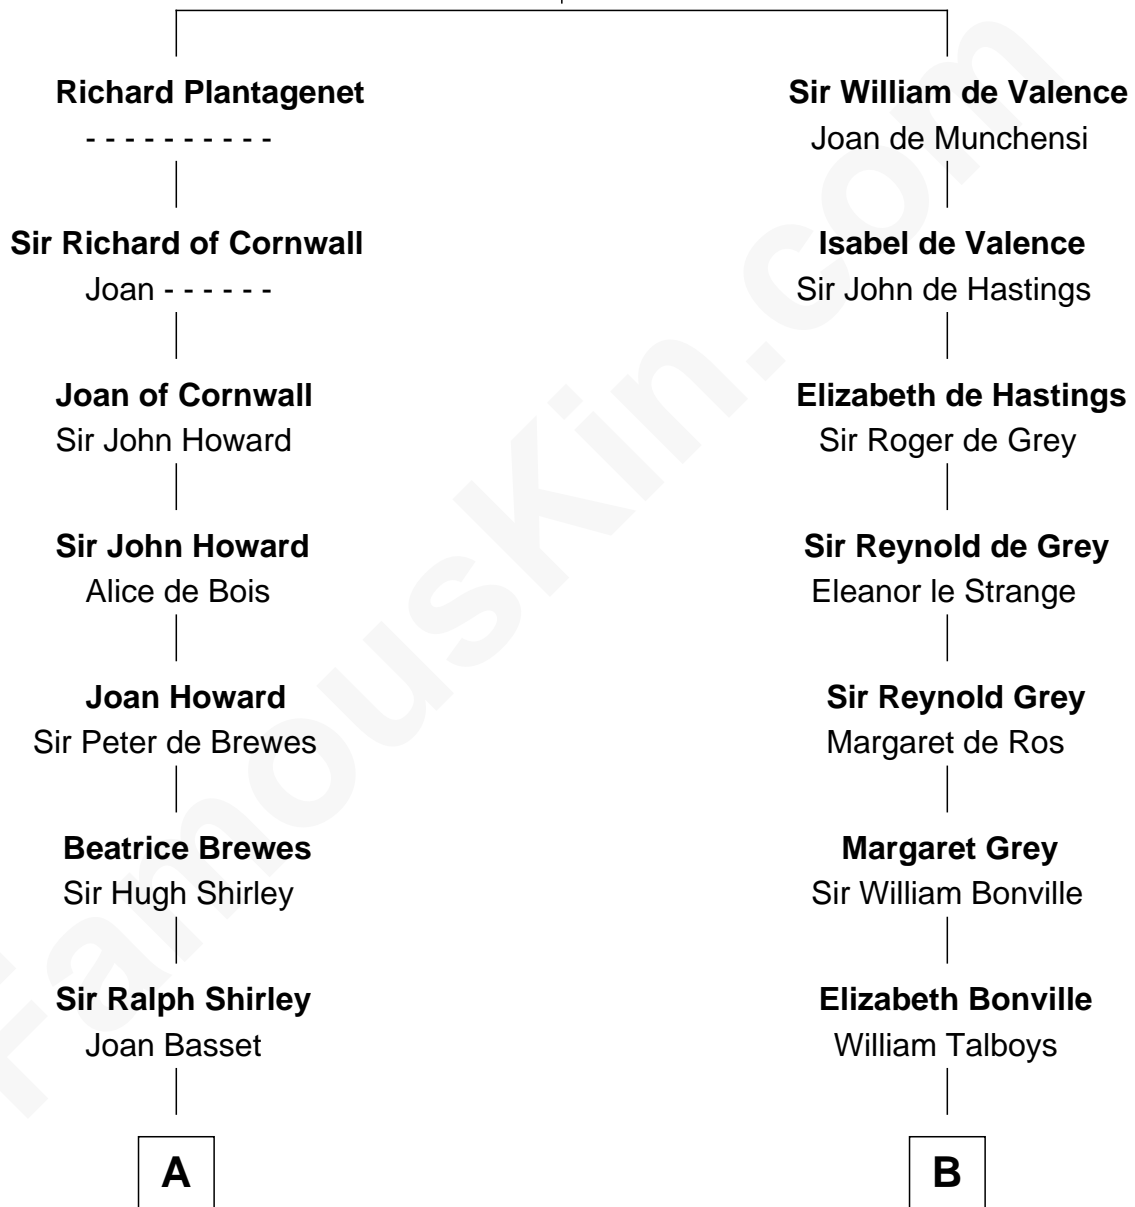 Richard Plantagenet
- - - - - - - - - -
Sir Richard of Cornwall
Joan - - - - - -
Joan of Cornwall
Sir John Howard
Sir John Howard
Alice de Bois
Joan Howard
Sir Peter de Brewes
Beatrice Brewes
Sir Hugh Shirley
Sir Ralph Shirley
Joan Basset
A
Sir William de Valence
Joan de Munchensi
Isabel de Valence
Sir John de Hastings
Elizabeth de Hastings
Sir Roger de Grey
Sir Reynold de Grey
Eleanor le Strange
Sir Reynold Grey
Margaret de Ros
Margaret Grey
Sir William Bonville
Elizabeth Bonville
William Talboys
B
FamousKin.com